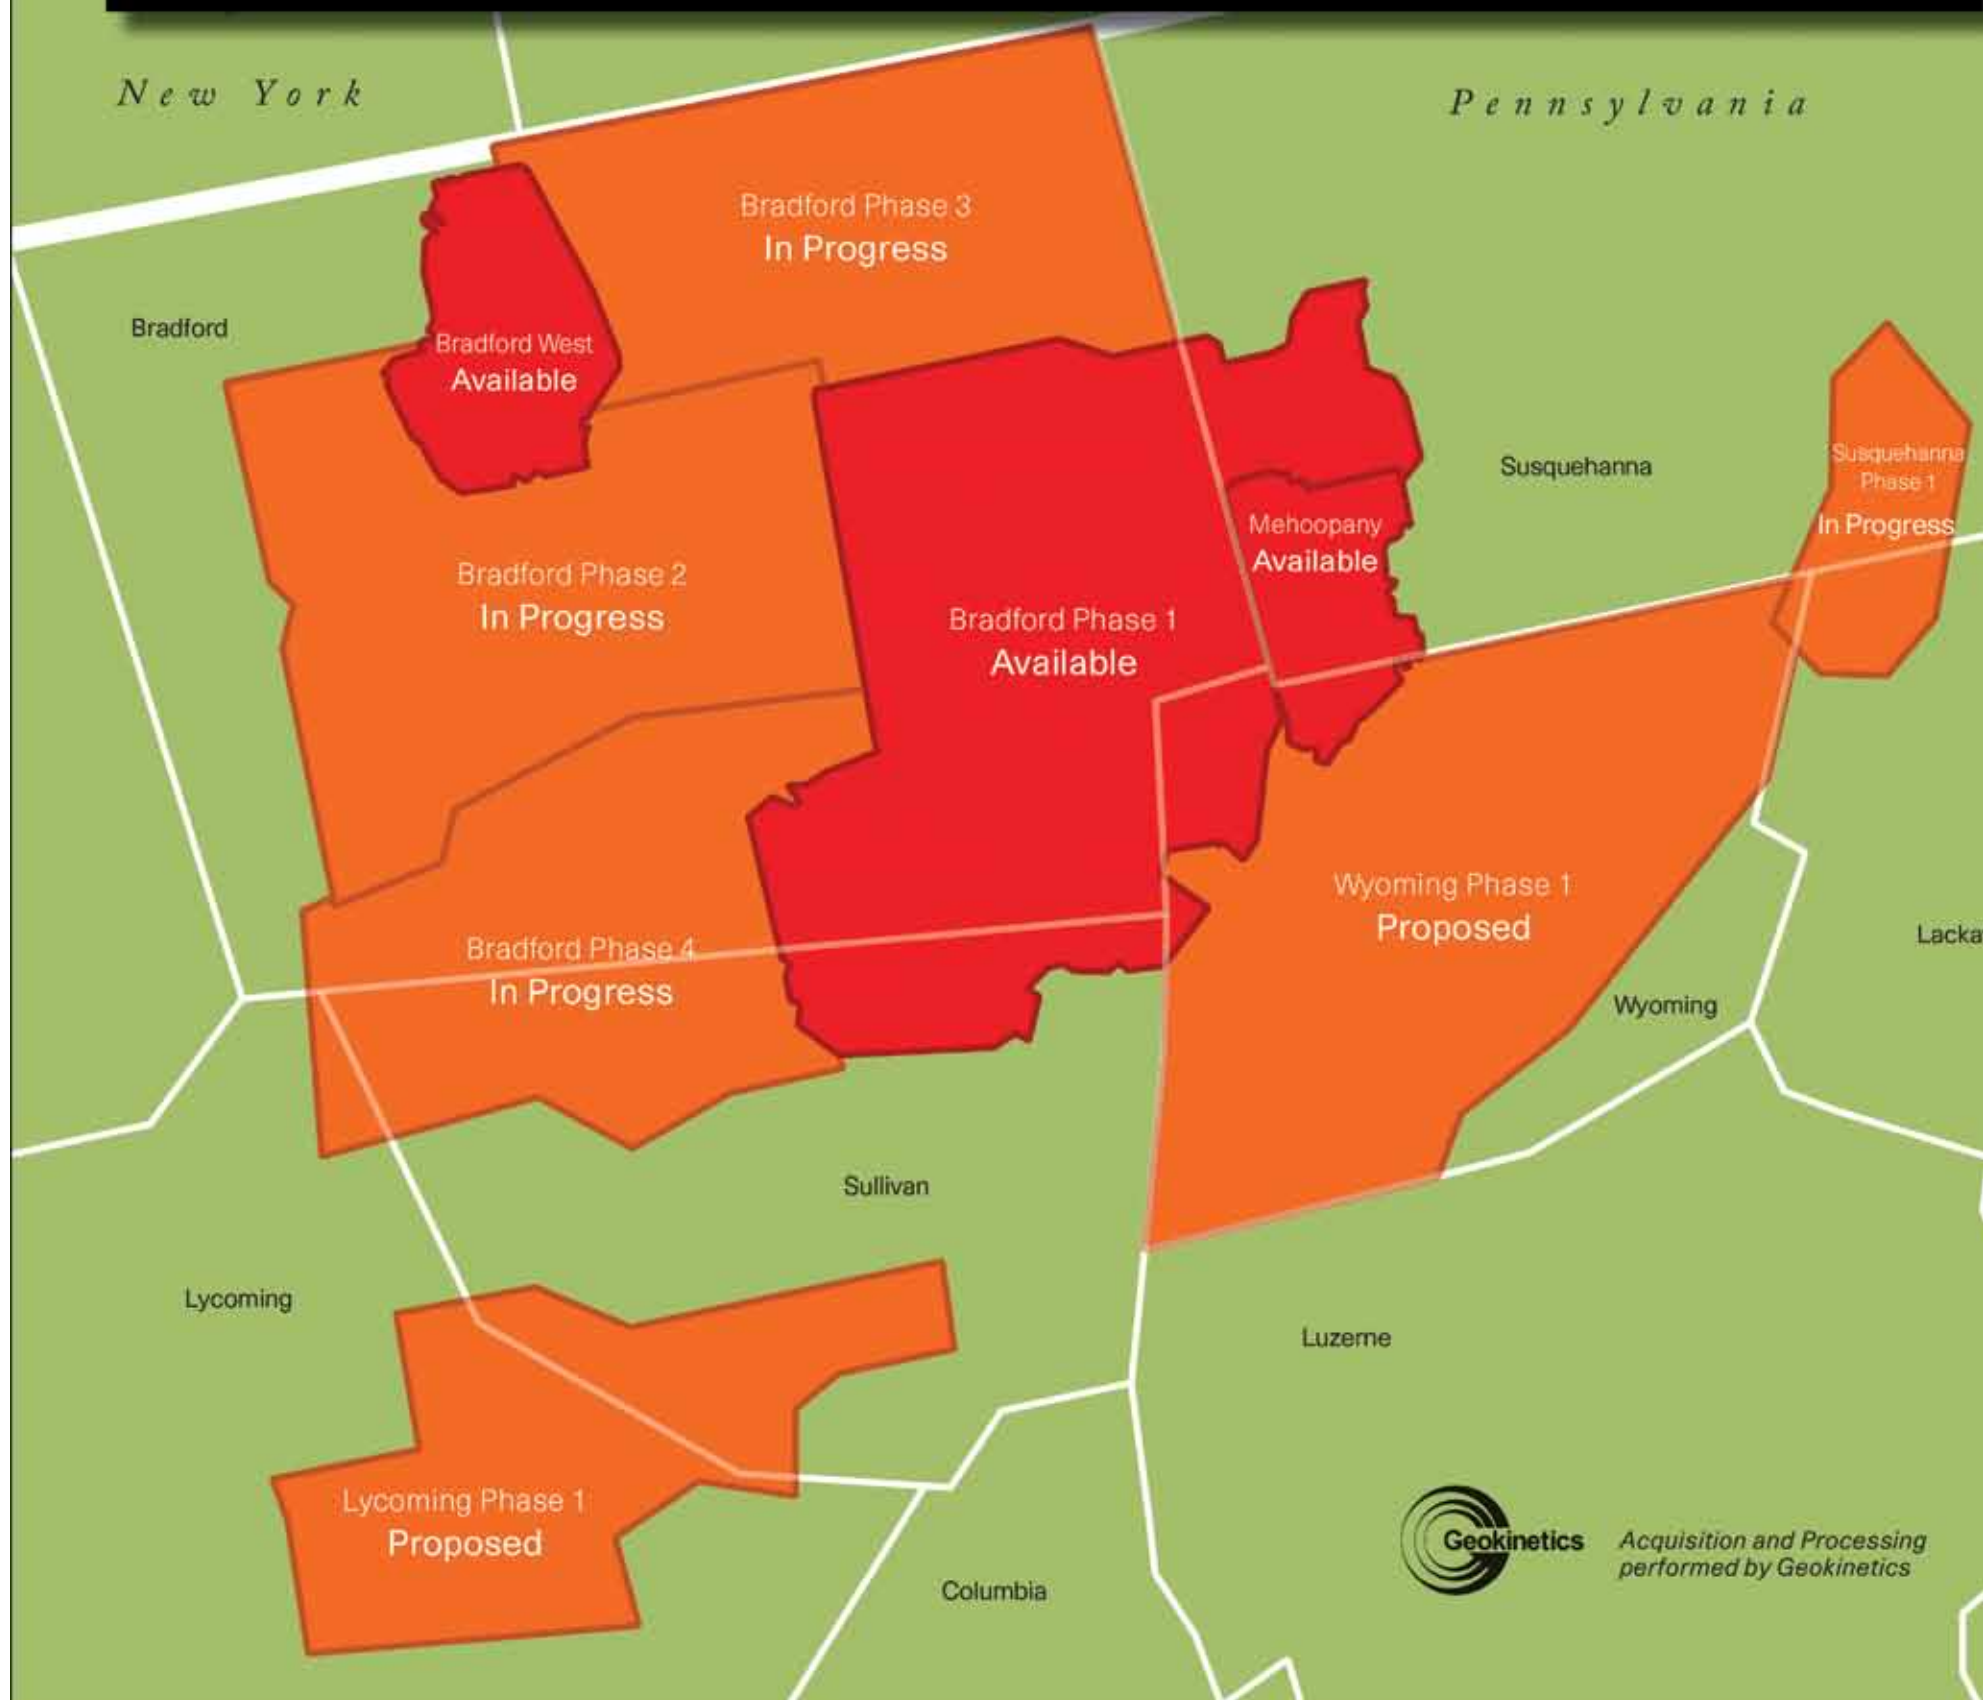 New York
Pennsylvania
Bradford Phase 3
In Progress
Bradford
Bradford West
Available
Susquehanna
Susquehanna
Phase 1
In Progress
Mehoopany
Available
Bradford Phase 2
In Progress
Bradford Phase 1
Available
Wyoming Phase 1
Proposed
Lacka
Bradford Phase 4
In Progress
Wyoming
Sullivan
Lycoming
Luzerne
Lycoming Phase 1
Proposed
Columbia
Geokinetics
Acquisition and Processing
performed by Geokinetics